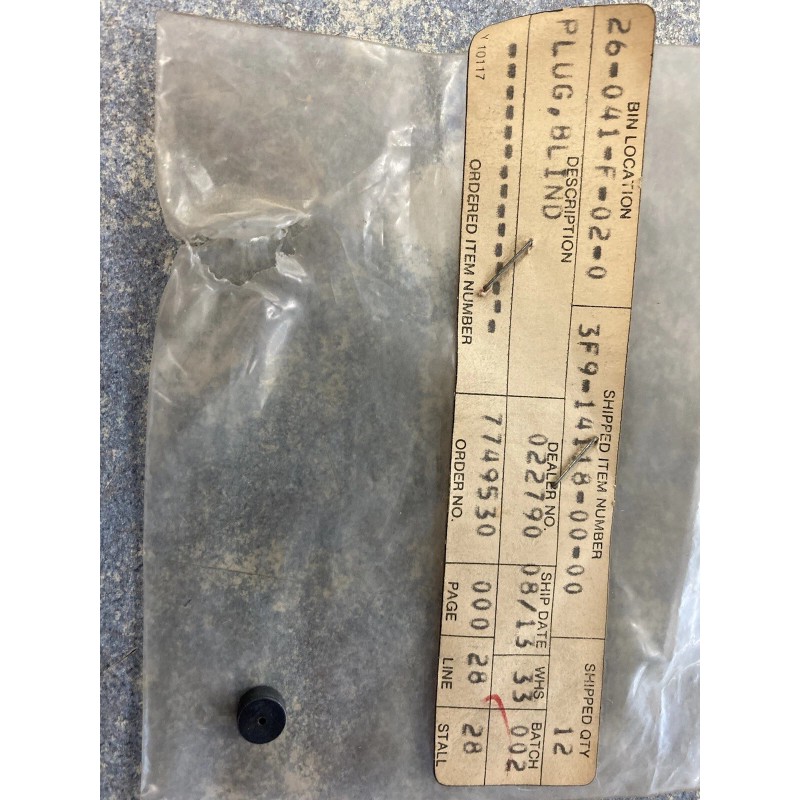 BIN LOCATION
26-041-F-02-0
SHIPPED ITEM NUMBER
3F9-14118-00-00
SHIPPED QTY
12
DESCRIPTION
PLUG, BLIND
DEALER NO.
022790
SHIP DATE
08/13
WHS
33
BATCH
002
Y 10117
ORDERED ITEM NUMBER
ORDER NO.
7749530
PAGE
000
LINE
28
STALL
28